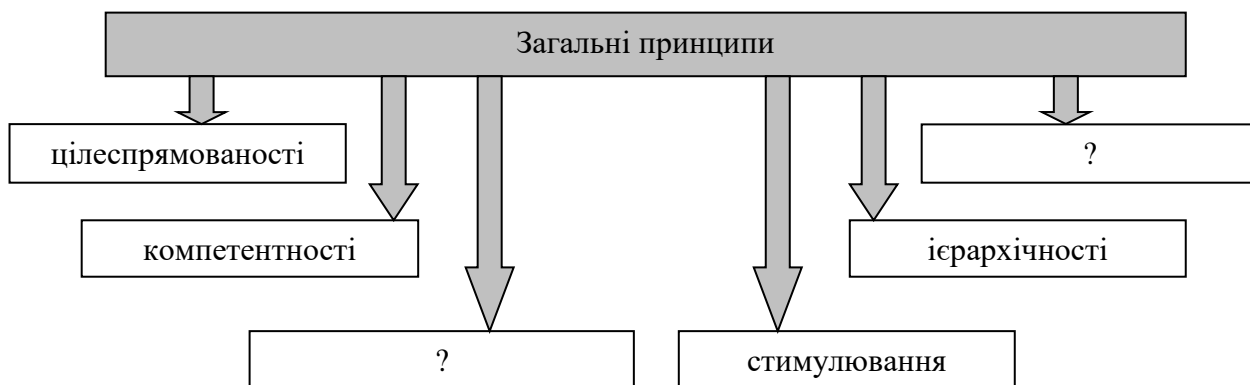 Загальні принципи
цілеспрямованості
?
компетентності
ієрархічності
?
стимулювання